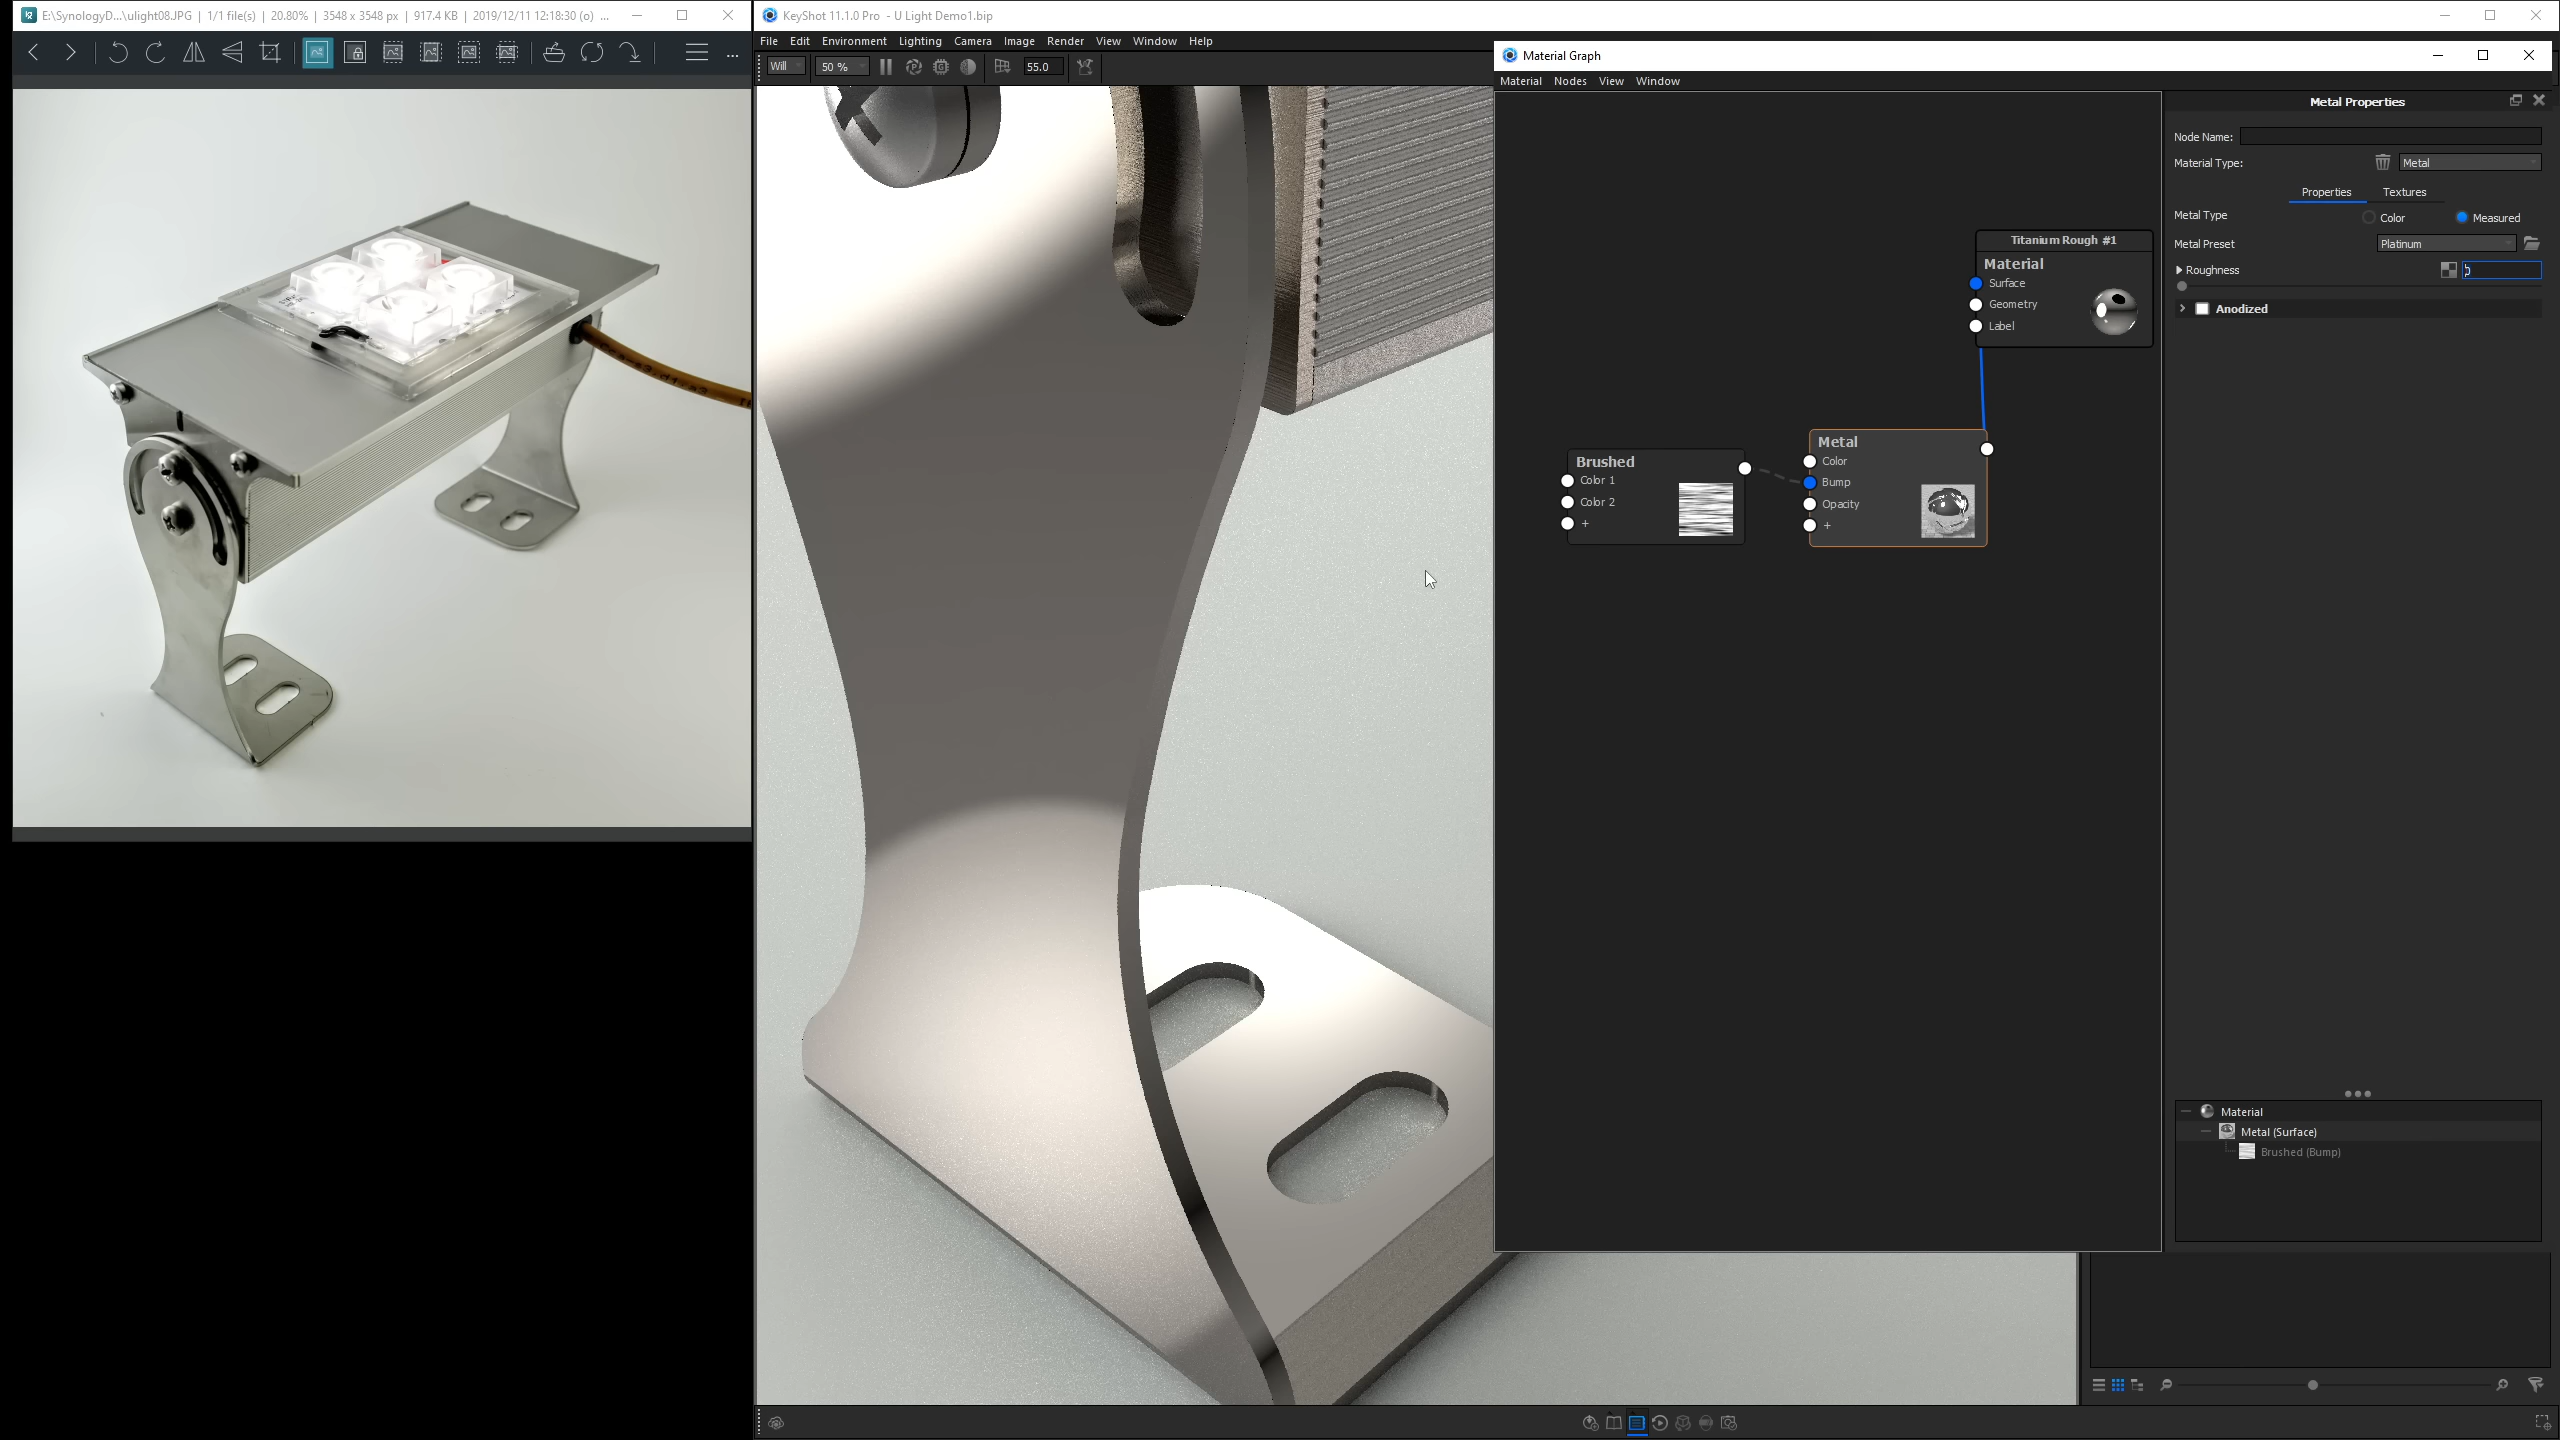 E:\SynologyD...\ulight08.JPG | 1/1 file(s) | 20.80% | 3548 x 3548 px | 917.4 KB | 2019/12/11 12:18:30 (o) ...
KeyShot 11.1.0 Pro - U Light Demo1.bip
File Edit Environment Lighting Camera Image Render View Window Help
Will 50 % 55.0
Material Graph
Material Nodes View Window
Metal Properties
Node Name:
Material Type: Metal
Properties Textures
Metal Type Color Measured
Metal Preset Platinum
Roughness
Anodized
Titanium Rough #1
Material
Surface
Geometry
Label
Brushed
Color 1
Color 2
+
Metal
Color
Bump
Opacity
+
Material
Metal (Surface)
Brushed (Bump)